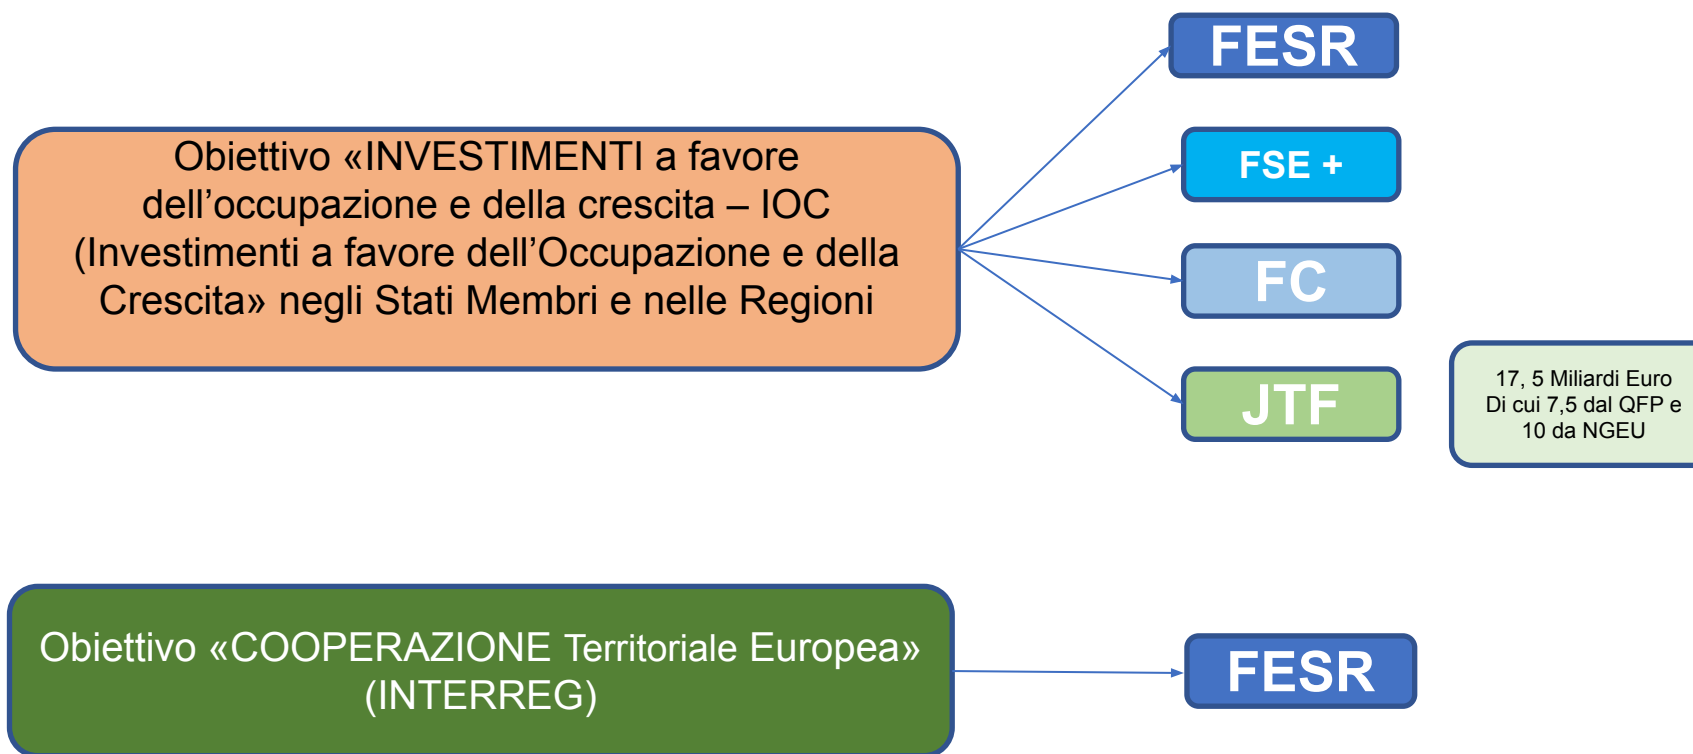 FESR
Obiettivo «INVESTIMENTI a favore
dell’occupazione e della crescita – IOC
(Investimenti a favore dell’Occupazione e della
Crescita» negli Stati Membri e nelle Regioni
FSE +
FC
JTF
17, 5 Miliardi Euro
Di cui 7,5 dal QFP e
10 da NGEU
Obiettivo «COOPERAZIONE Territoriale Europea»
(INTERREG)
FESR